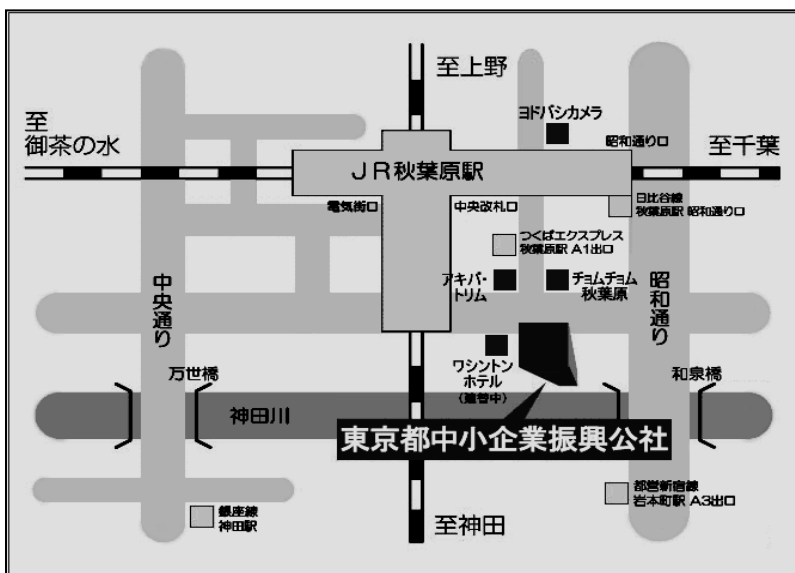 至上野
ヨドバシカメラ
至
御茶の水
昭和通り口
至千葉
JR秋葉原駅
電気街口
中央改札口
日比谷線
秋葉原駅 昭和通り口
つくばエクスプレス
秋葉原駅 A1出口
アキバ・
トリム
チョムチョム
秋葉原
中央通り
昭和通り
ワシントン
ホテル
(建替中)
万世橋
和泉橋
神田川
東京都中小企業振興公社
銀座線
神田駅
至神田
都営新宿線
岩本町駅 A3出口